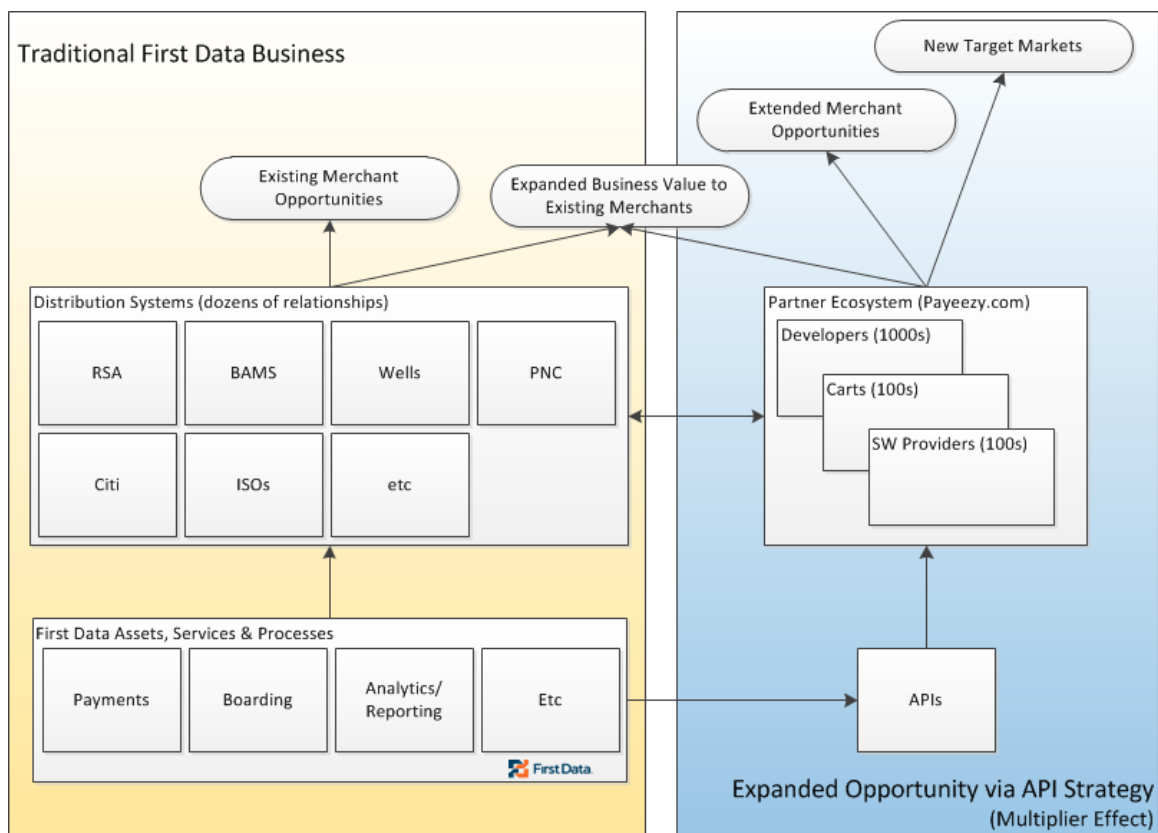 Traditional First Data Business
New Target Markets
Extended Merchant
Opportunities
Existing Merchant
Opportunities
Expanded Business Value to
Existing Merchants
Distribution Systems (dozens of relationships)
RSA
BAMS
Wells
PNC
Citi
ISOs
etc
Partner Ecosystem (Payeezy.com)
Developers (1000s)
Carts (100s)
SW Providers (100s)
First Data Assets, Services & Processes
Payments
Boarding
Analytics/
Reporting
Etc
First Data.
APIs
Expanded Opportunity via API Strategy
(Multiplier Effect)